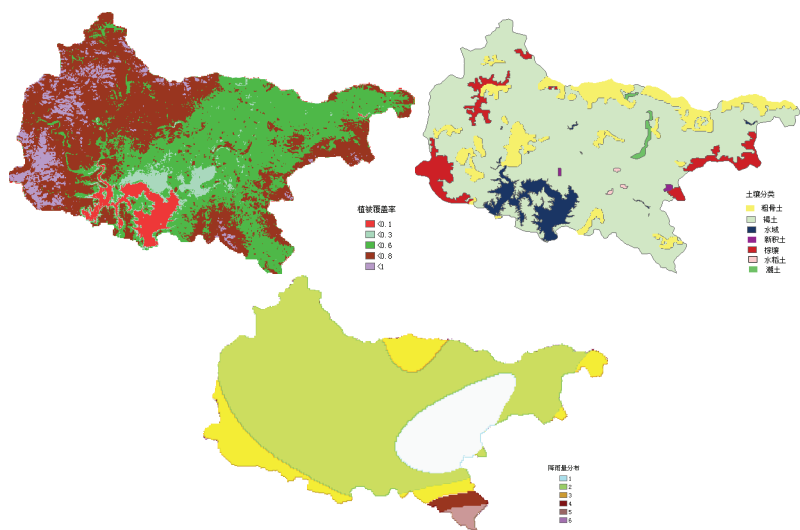 植被覆盖率
<0.1
<0.3
<0.6
<0.8
<1
土壤分类
粗骨土
褐土
水域
新积土
棕壤
水稻土
潮土
降雨量分布
1
2
3
4
5
6